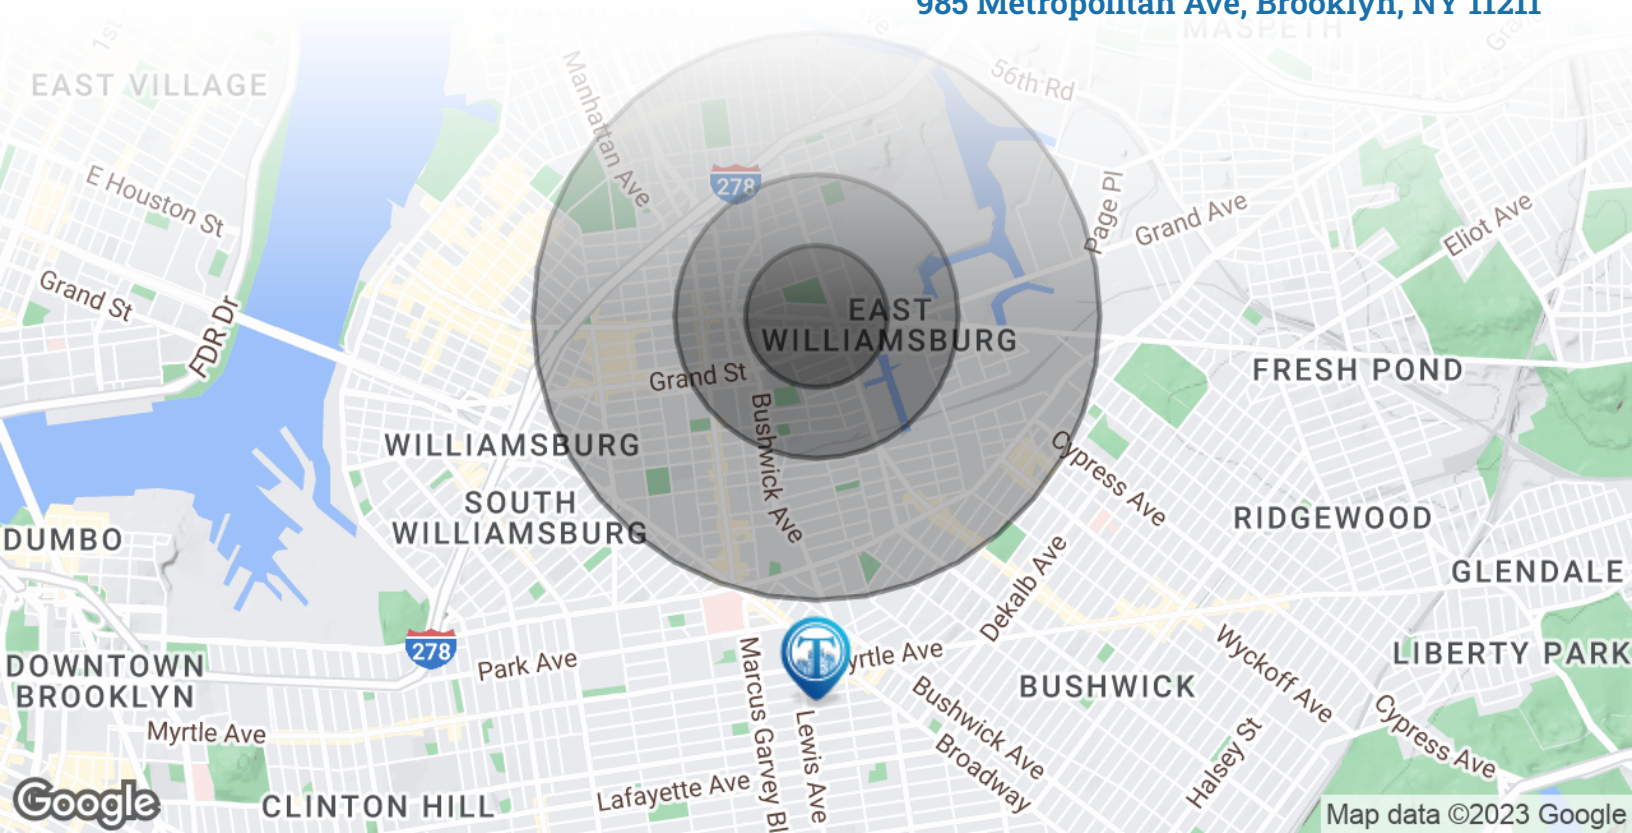 985 Metropolitan Ave, Brooklyn, NY 11211
MASPETH
EAST VILLAGE
56th Rd
Manhattan Ave
278
E Houston St
Page Pl
Grand Ave
Eliot Ave
Grand St
FDR Dr
EAST
WILLIAMSBURG
Grand St
FRESH POND
Bushwick Ave
WILLIAMSBURG
Cypress Ave
SOUTH
WILLIAMSBURG
RIDGEWOOD
DUMBO
GLENDALE
Dekalb Ave
278
Park Ave
yrtle Ave
T
Wyckoff Ave
LIBERTY PARK
DOWNTOWN
BROOKLYN
BUSHWICK
Marcus Garvey Bl
Lewis Ave
Bushwick Ave
Cypress Ave
Myrtle Ave
Broadway
Halsey St
Lafayette Ave
Google
CLINTON HILL
Map data ©2023 Google